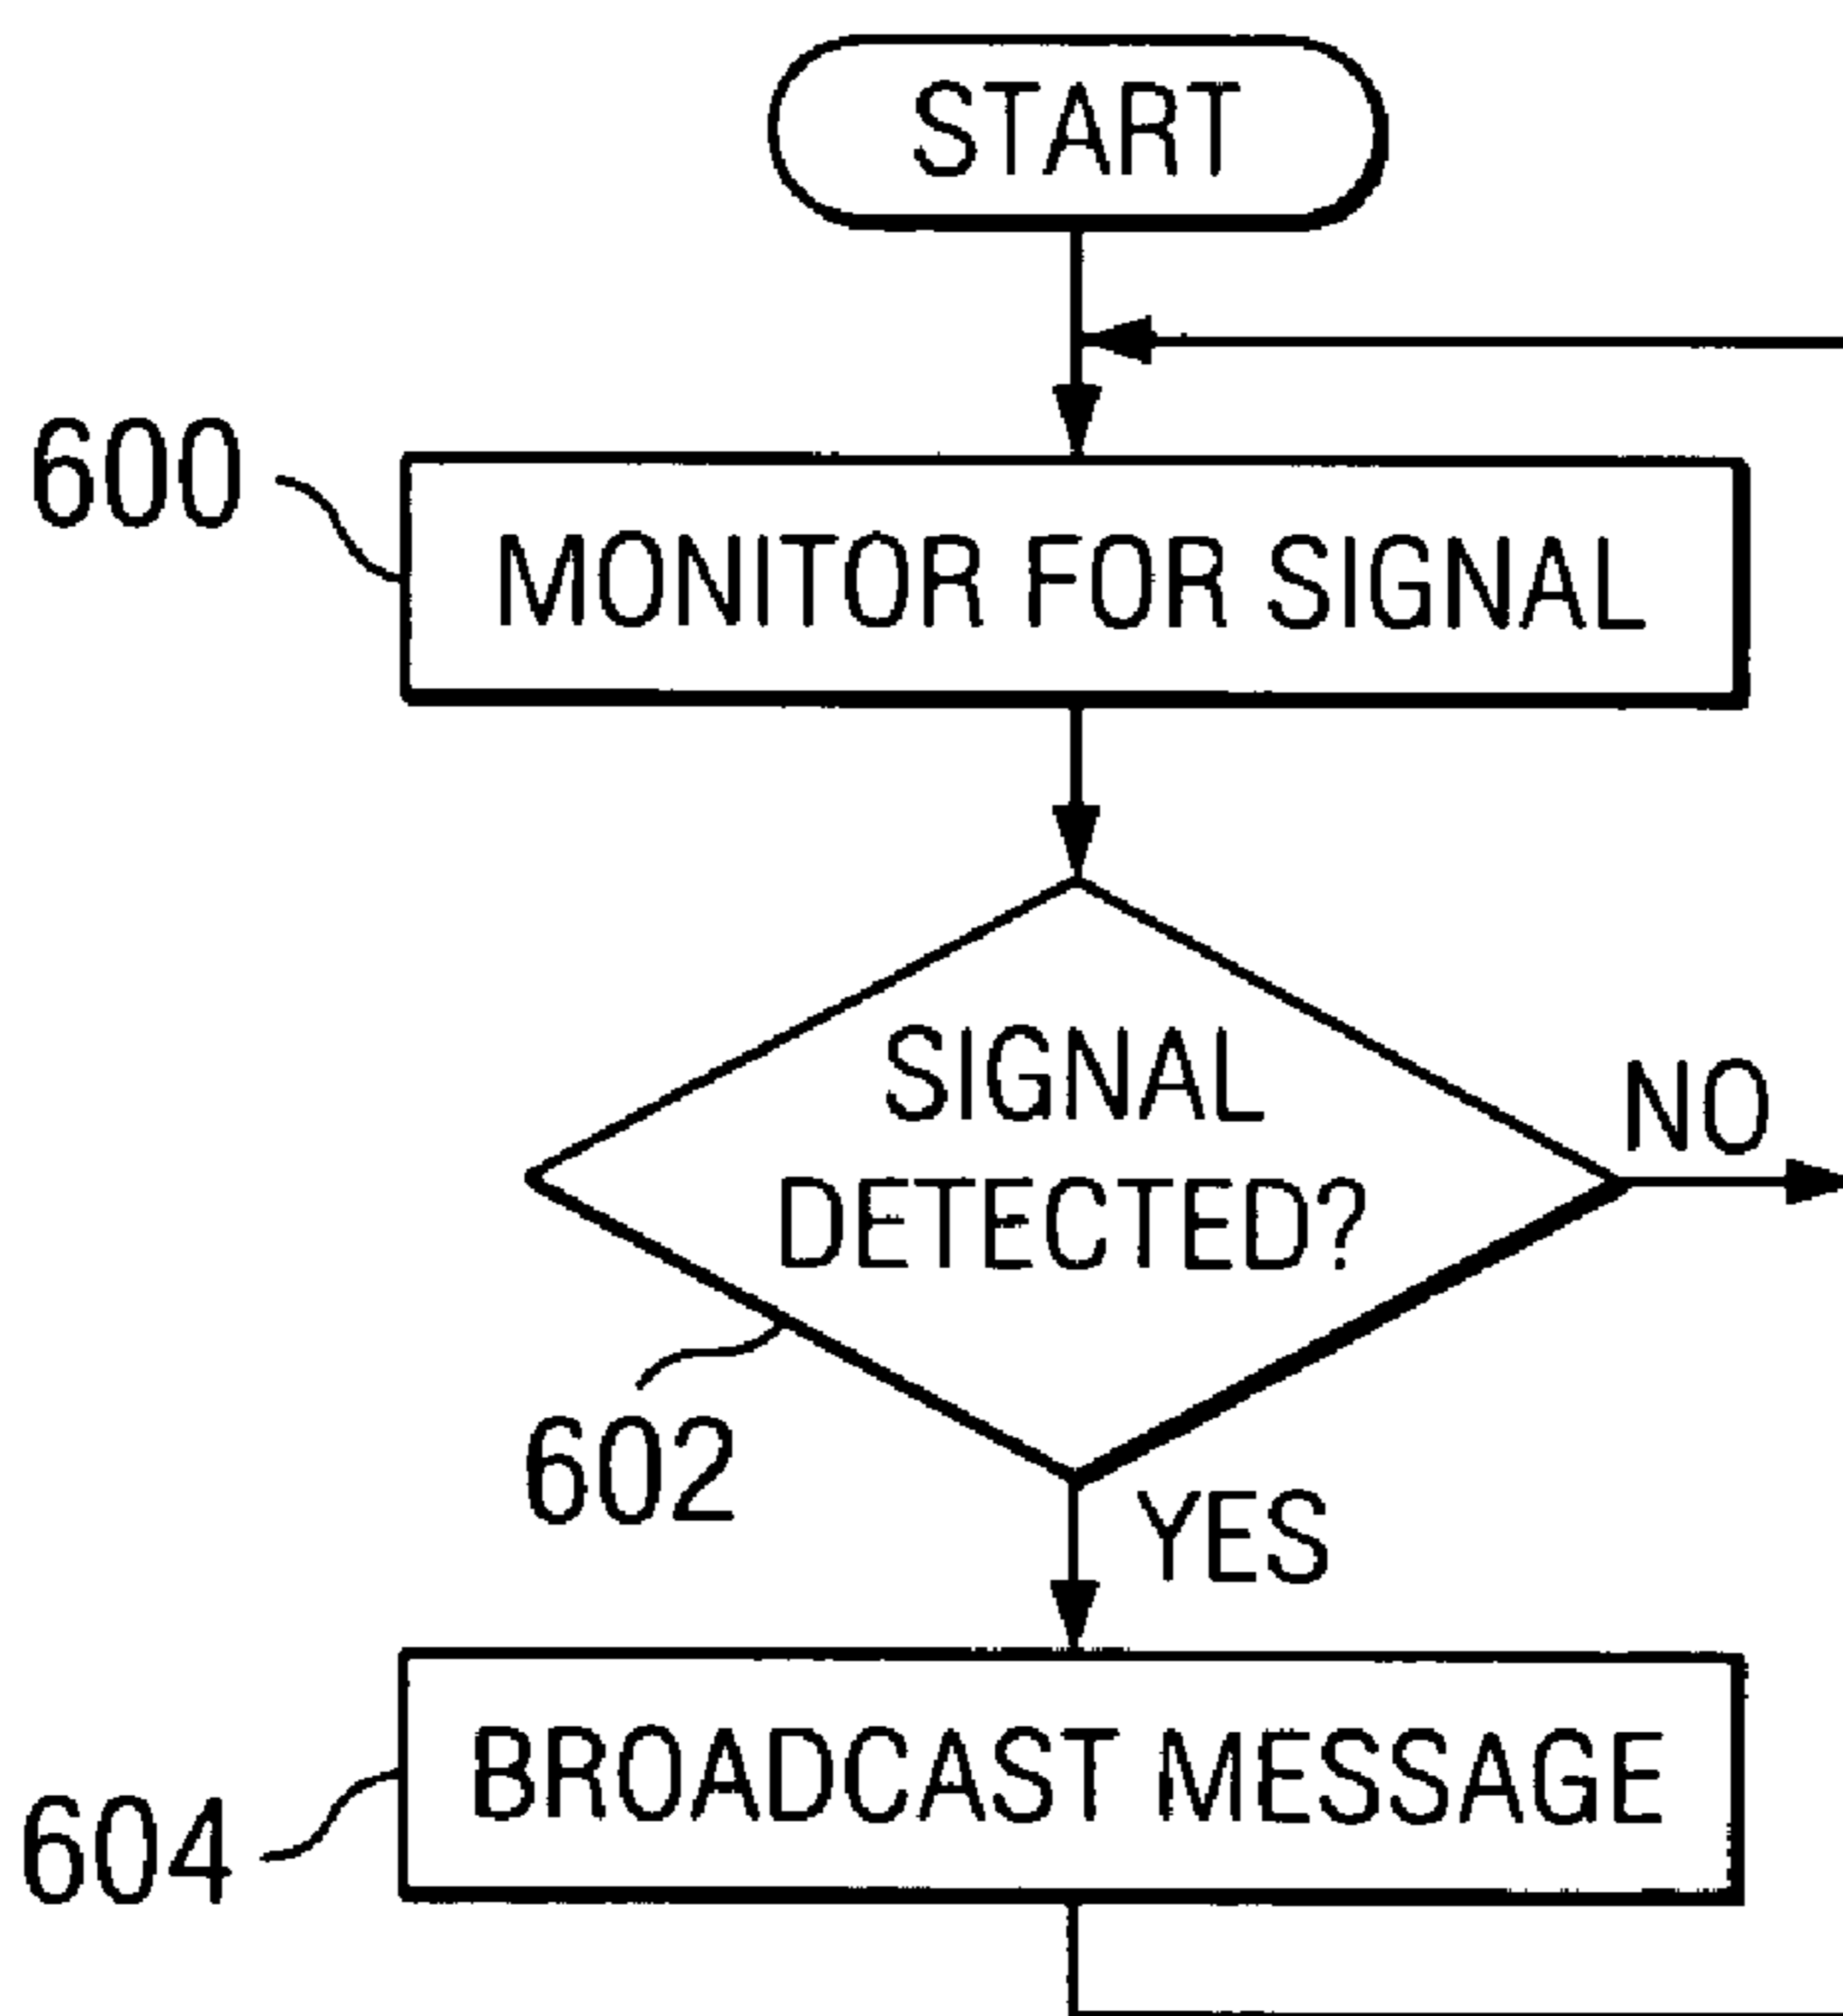 START
600
MONITOR FOR SIGNAL
SIGNAL
DETECTED?
NO
602
YES
BROADCAST MESSAGE
604